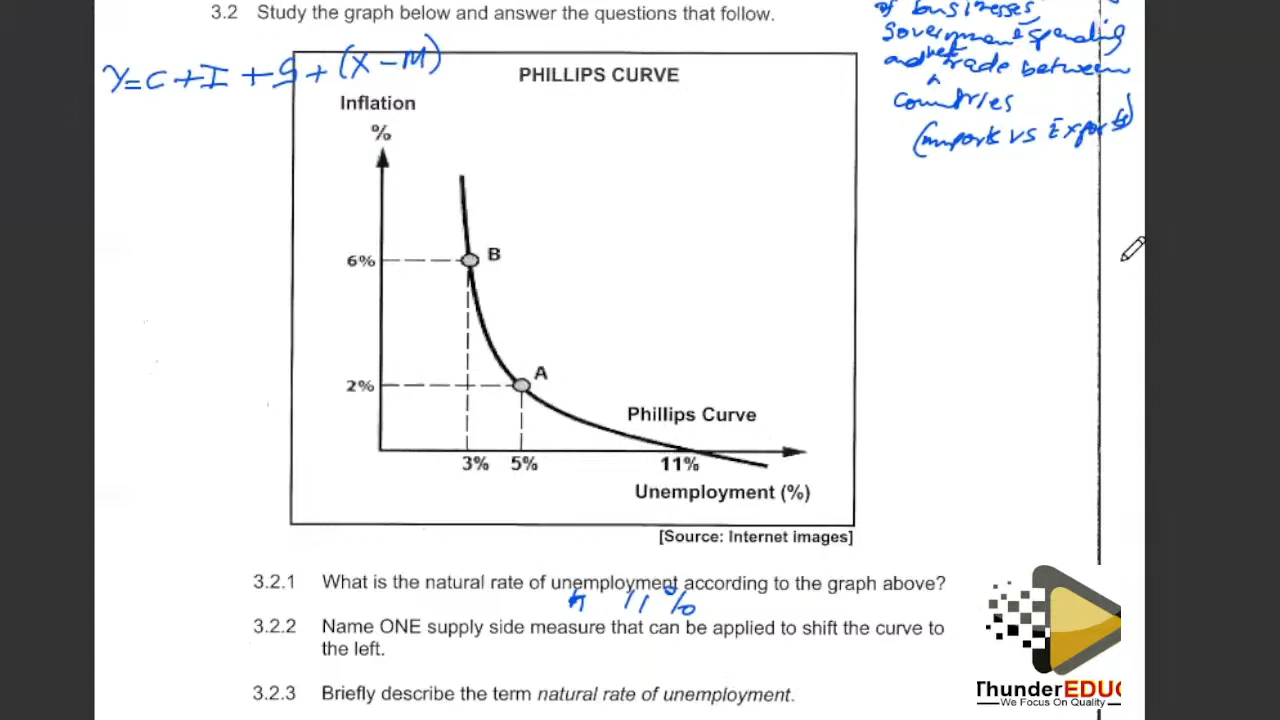 3.2 Study the graph below and answer the questions that follow.
of businesses,
Government spending
and net trade between
countries
(imports vs Exports)
Y=C+I+g+(X-M)
PHILLIPS CURVE
Inflation
%
B
6%
A
2%
Phillips Curve
3% 5% 11%
Unemployment (%)
[Source: Internet images]
3.2.1 What is the natural rate of unemployment according to the graph above?
11%
3.2.2 Name ONE supply side measure that can be applied to shift the curve to
the left.
3.2.3 Briefly describe the term natural rate of unemployment.
ThunderEDUC
We Focus On Quality